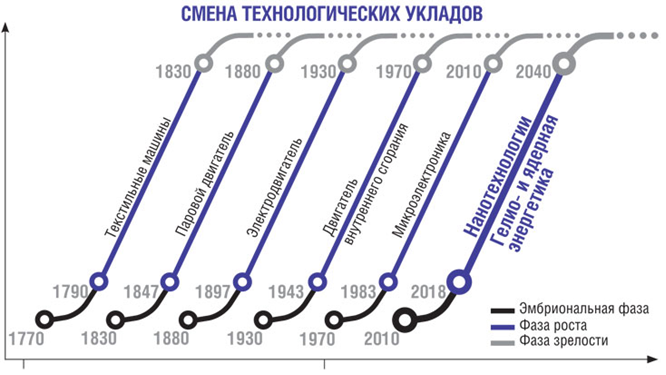 СМЕНА ТЕХНОЛОГИЧЕСКИХ УКЛАДОВ
1830
1880
1930
1970
2010
2040
Текстильные машины
Паровой двигатель
Электродвигатель
Двигатель
внутреннего сгорания
Микроэлектроника
Нанотехнологии
Гелио- и ядерная
энергетика
1790
1847
1897
1943
1983
2018
1770
1830
1880
1930
1970
2010
Эмбриональная фаза
Фаза роста
Фаза зрелости